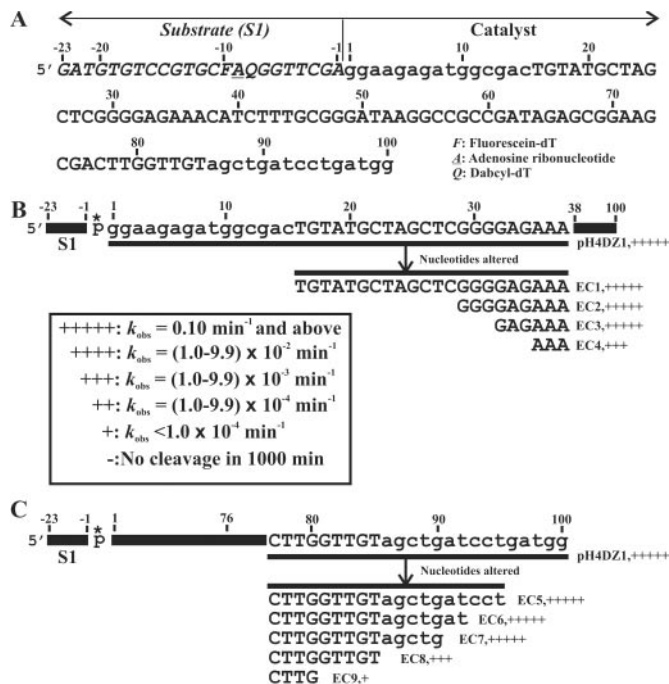 A
Substrate (S1) Catalyst
-23 -20 -10 -1 1 10 20
5' GATGTGTCCGTGCFAQGGTTCGAggaagagatggcgacTGTATGCTAG
30 40 50 60 70
CTCGGGGAGAAACATCTTTGCGGGATAAGGCCGCCGATAGAGCGGAAG
80 90 100
CGACTTGGTTGTagctgatcctgatgg
F: Fluorescein-dT
A: Adenosine ribonucleotide
Q: Dabcyl-dT
B
-23 -1 * 1 10 20 30 38 100
5' p ggaagagatggcgacTGTATGCTAGCTCGGGGAGAAA
S1 pH4DZ1,+++++
Nucleotides altered
TGTATGCTAGCTCGGGGAGAAA EC1,+++++
GGGGAGAAA EC2,+++++
GAGAAA EC3,+++++
AAA EC4,+++
+++++: kobs = 0.10 min-1 and above
++++: kobs = (1.0-9.9) x 10-2 min-1
+++: kobs = (1.0-9.9) x 10-3 min-1
++: kobs = (1.0-9.9) x 10-4 min-1
+: kobs <1.0 x 10-4 min-1
-:No cleavage in 1000 min
C
-23 -1 * 1 76 80 90 100
5' p CTTGGTTGTagctgatcctgatgg
S1 pH4DZ1,+++++
Nucleotides altered
CTTGGTTGTagctgatcct EC5,+++++
CTTGGTTGTagctgat EC6,+++++
CTTGGTTGTagctg EC7,+++++
CTTGGTTGT EC8,+++
CTTG EC9,+